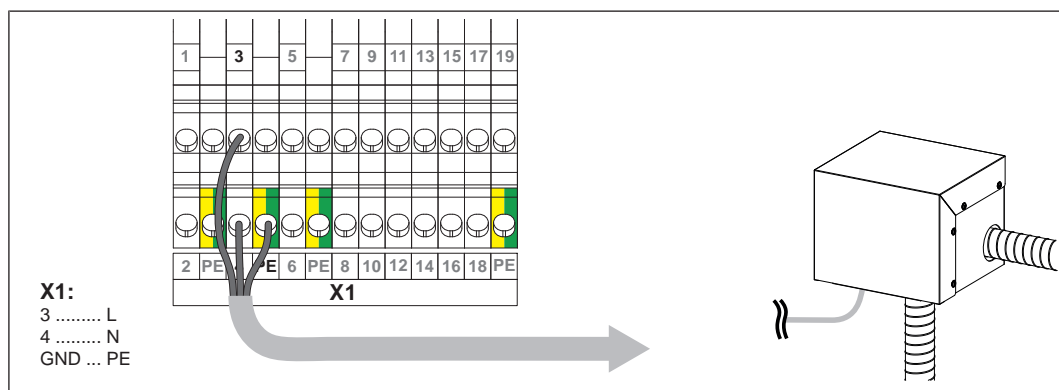 1 3 5 7 9 11 13 15 17 19
2 PE PE 6 PE 8 10 12 14 16 18 PE
X1
X1:
3 ......... L
4 ......... N
GND ... PE